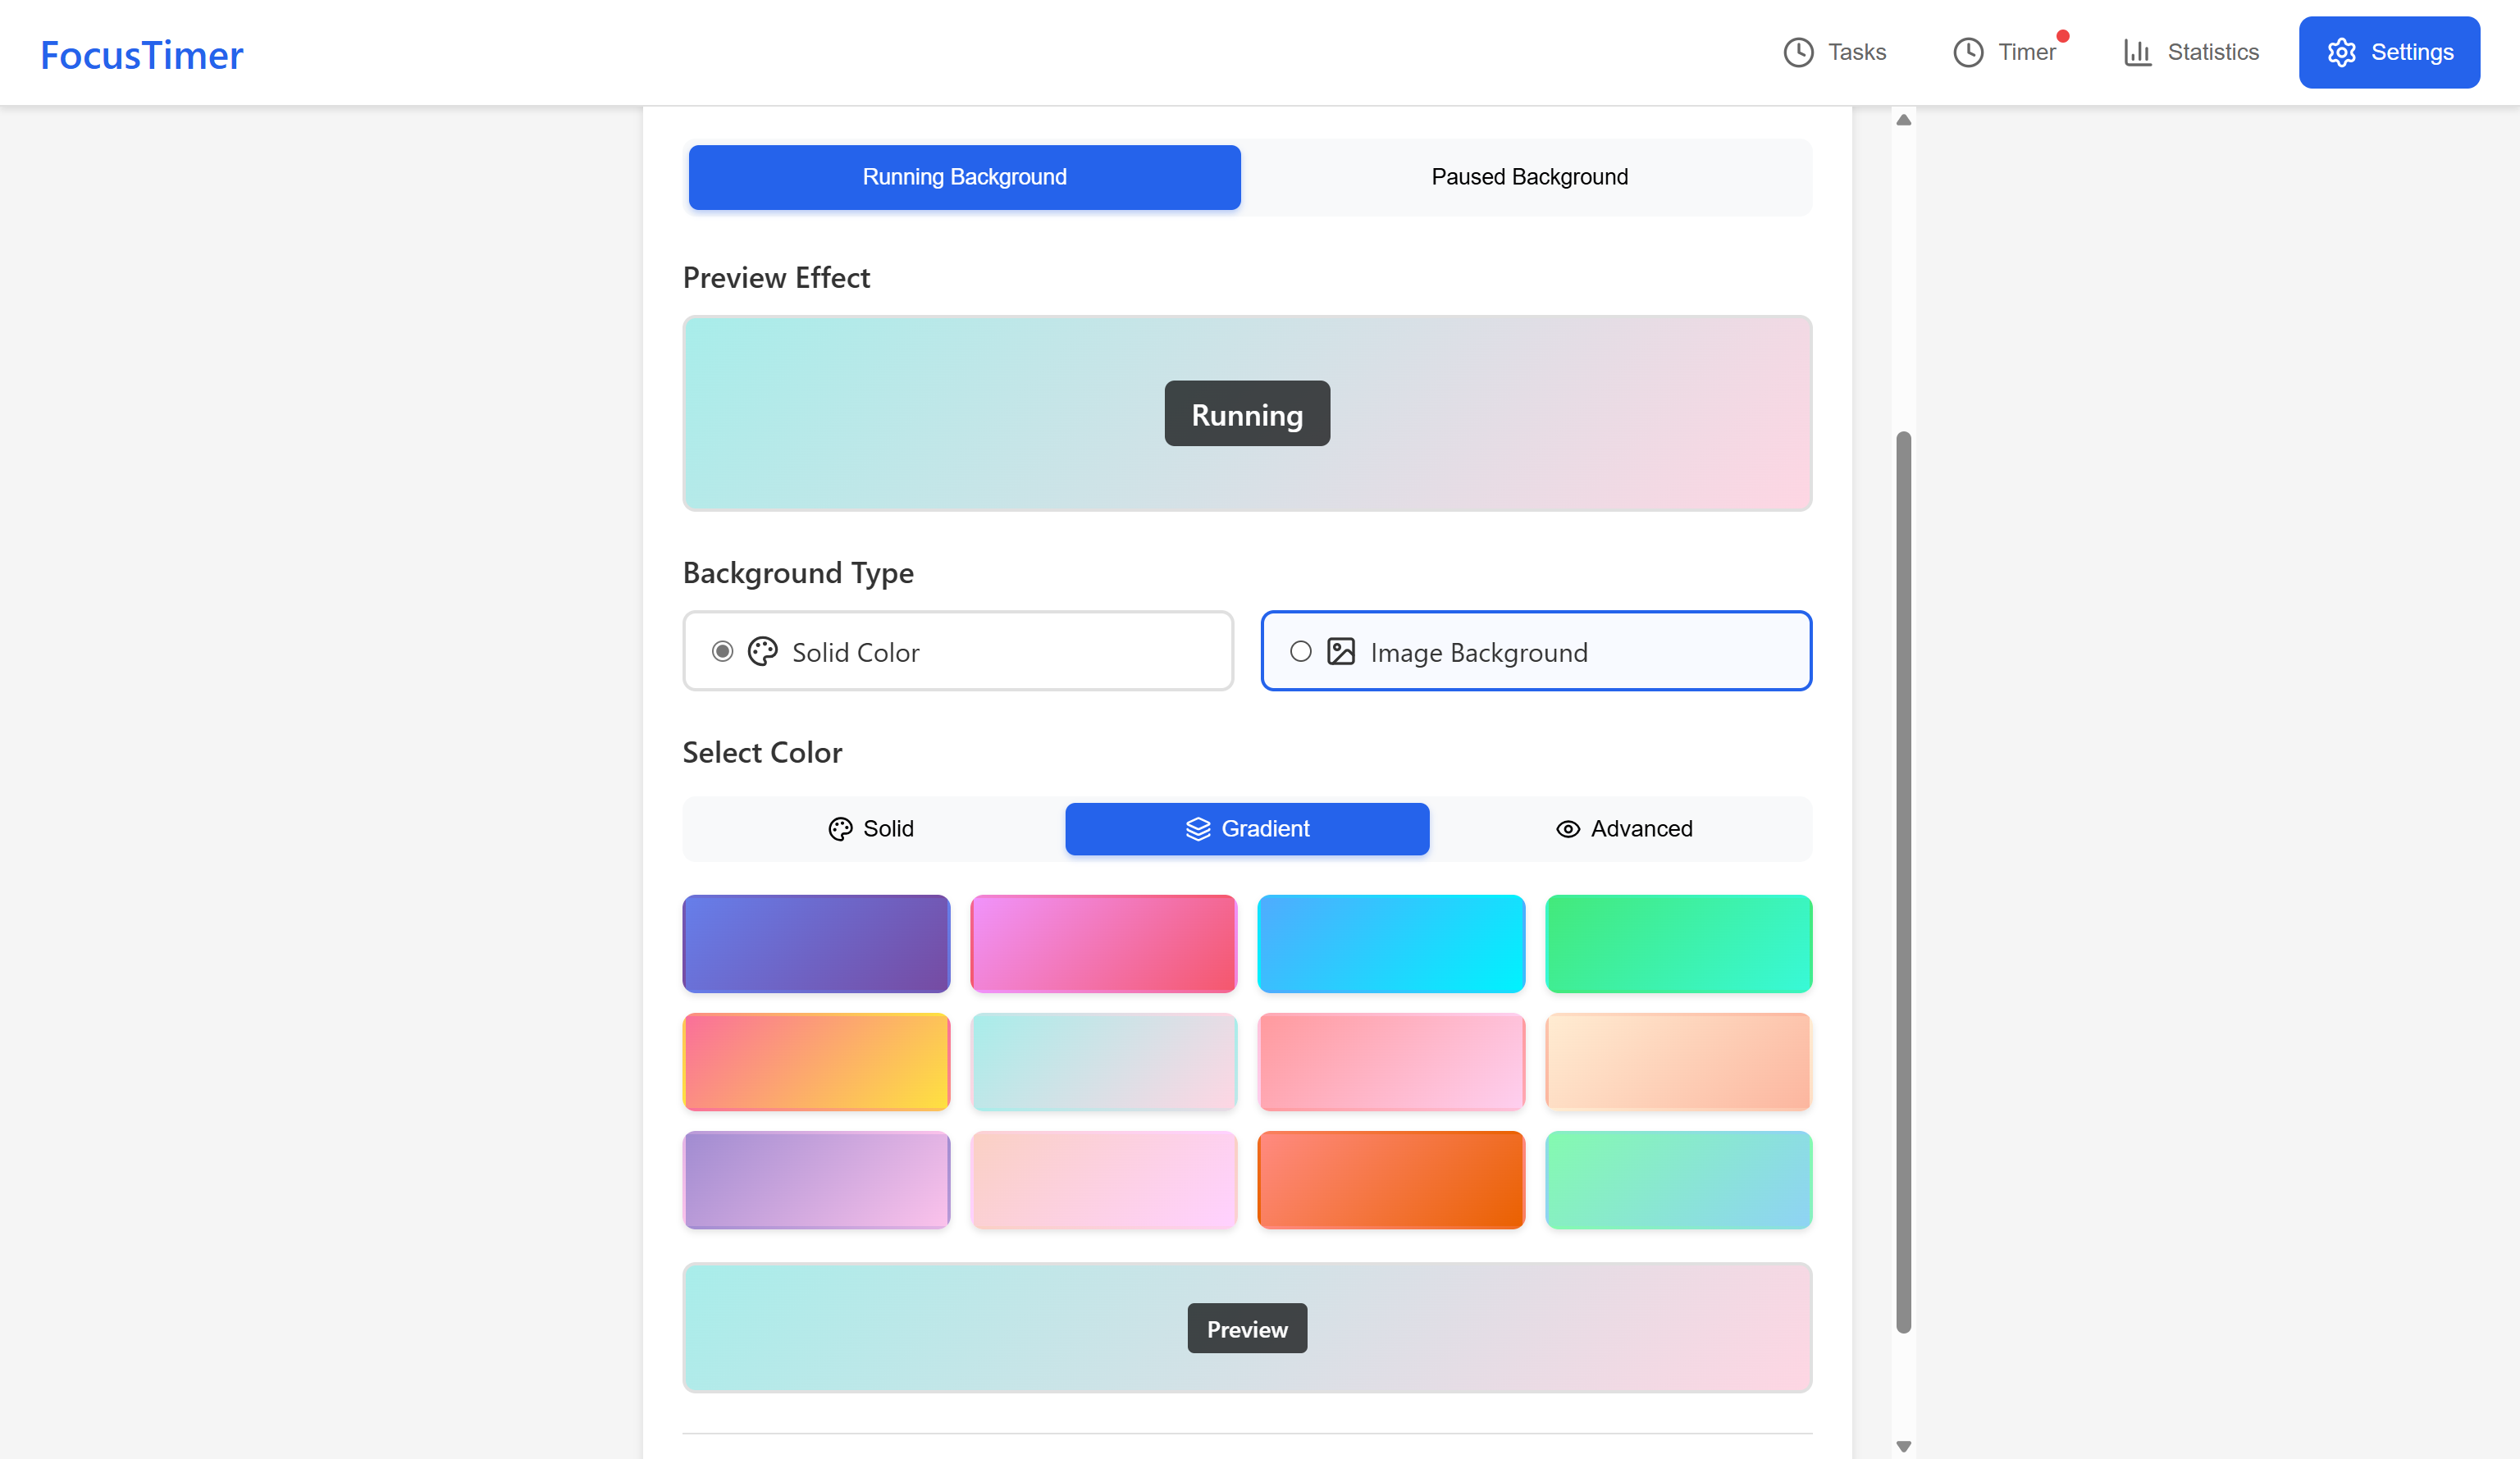 FocusTimer
Tasks
Timer
Statistics
Settings
Running Background
Paused Background
Preview Effect
Running
Background Type
Solid Color
Image Background
Select Color
Solid
Gradient
Advanced
Preview